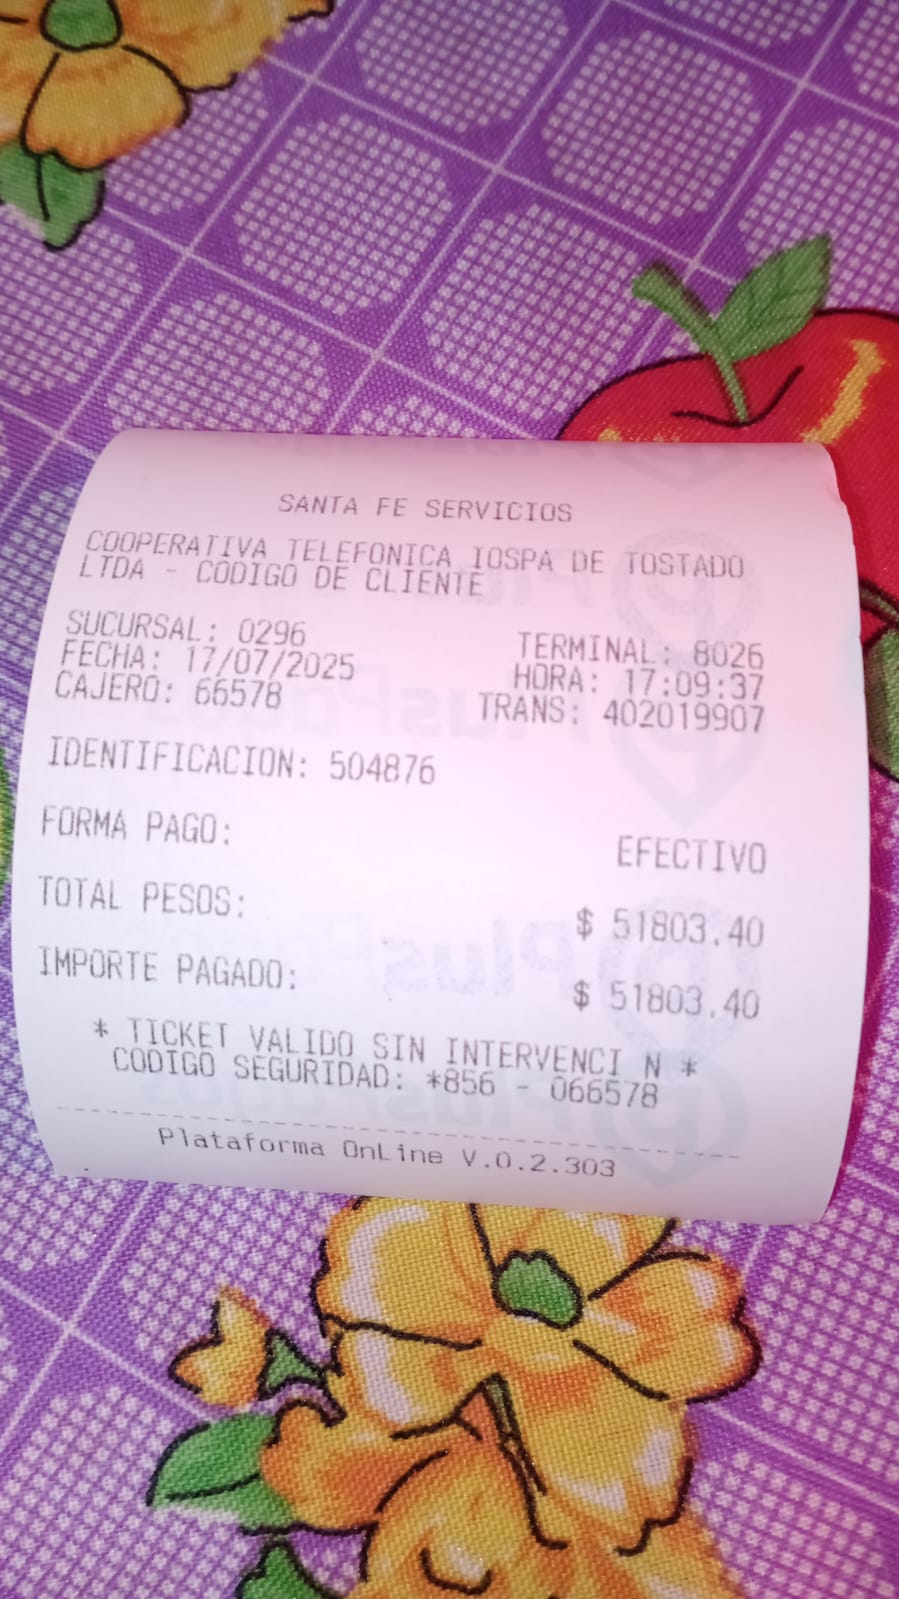 SANTA FE SERVICIOS
COOPERATIVA TELEFONICA IOSPA DE TOSTADO
LTDA - CODIGO DE CLIENTE
SUCURSAL: 0296 TERMINAL: 8026
FECHA: 17/07/2025 HORA: 17:09:37
CAJERO: 66578 TRANS: 402019907
IDENTIFICACION: 504876
FORMA PAGO: EFECTIVO
TOTAL PESOS: $ 51803.40
IMPORTE PAGADO: $ 51803.40
* TICKET VALIDO SIN INTERVENCI N *
CODIGO SEGURIDAD: *856 - 066578
Plataforma OnLine V.0.2.303